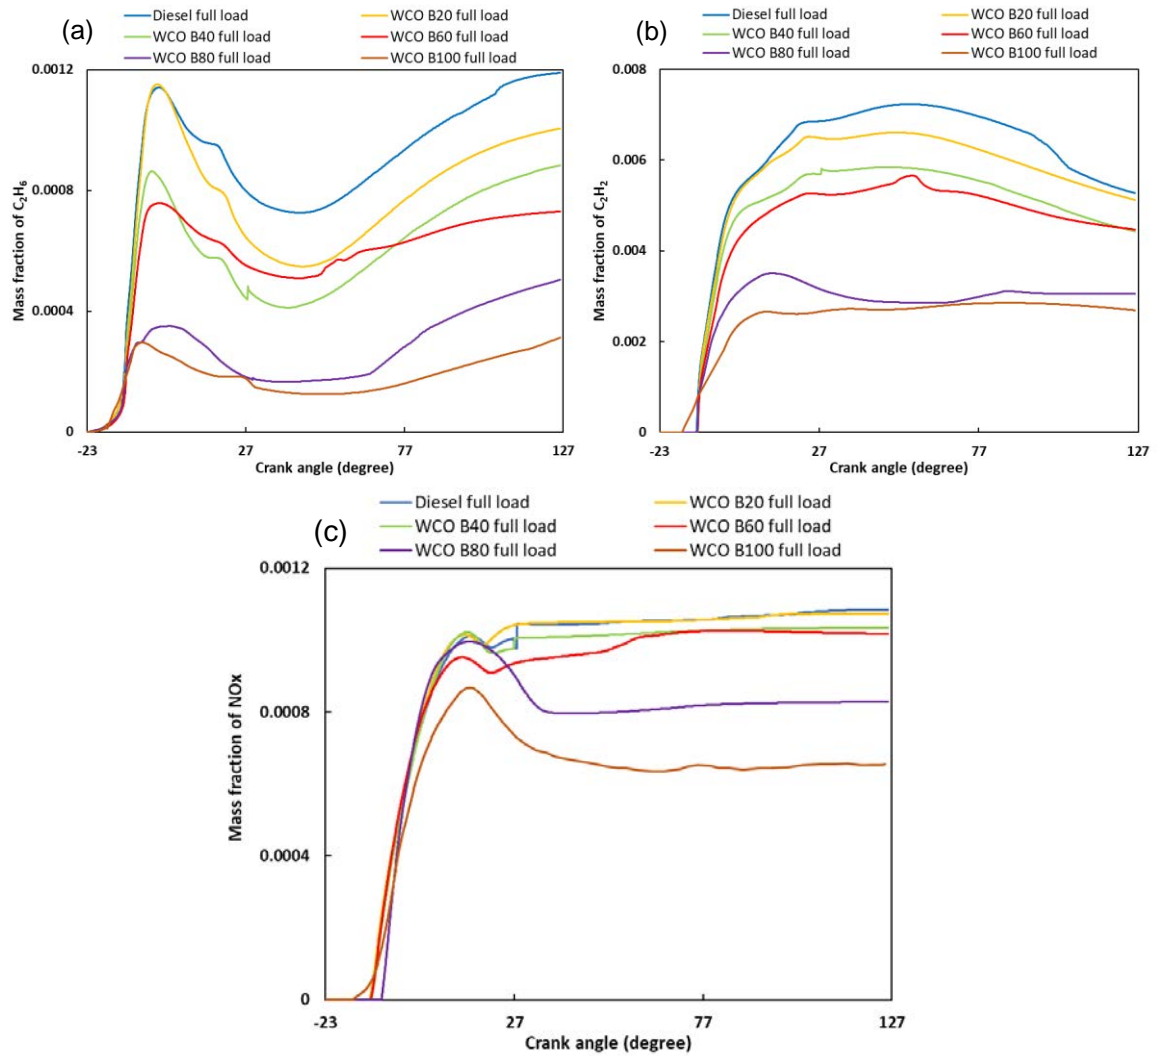 (a)
Diesel full load WCO B20 full load
WCO B40 full load WCO B60 full load
WCO B80 full load WCO B100 full load
0.0012
0.0008
0.0004
0
Mass fraction of C₂H₆
-23 27 77 127
Crank angle (degree)
(b)
Diesel full load WCO B20 full load
WCO B40 full load WCO B60 full load
WCO B80 full load WCO B100 full load
0.008
0.006
0.004
0.002
0
Mass fraction of C₂H₂
-23 27 77 127
Crank angle (degree)
(c)
Diesel full load WCO B20 full load
WCO B40 full load WCO B60 full load
WCO B80 full load WCO B100 full load
0.0012
0.0008
0.0004
0
Mass fraction of NOx
-23 27 77 127
Crank angle (degree)